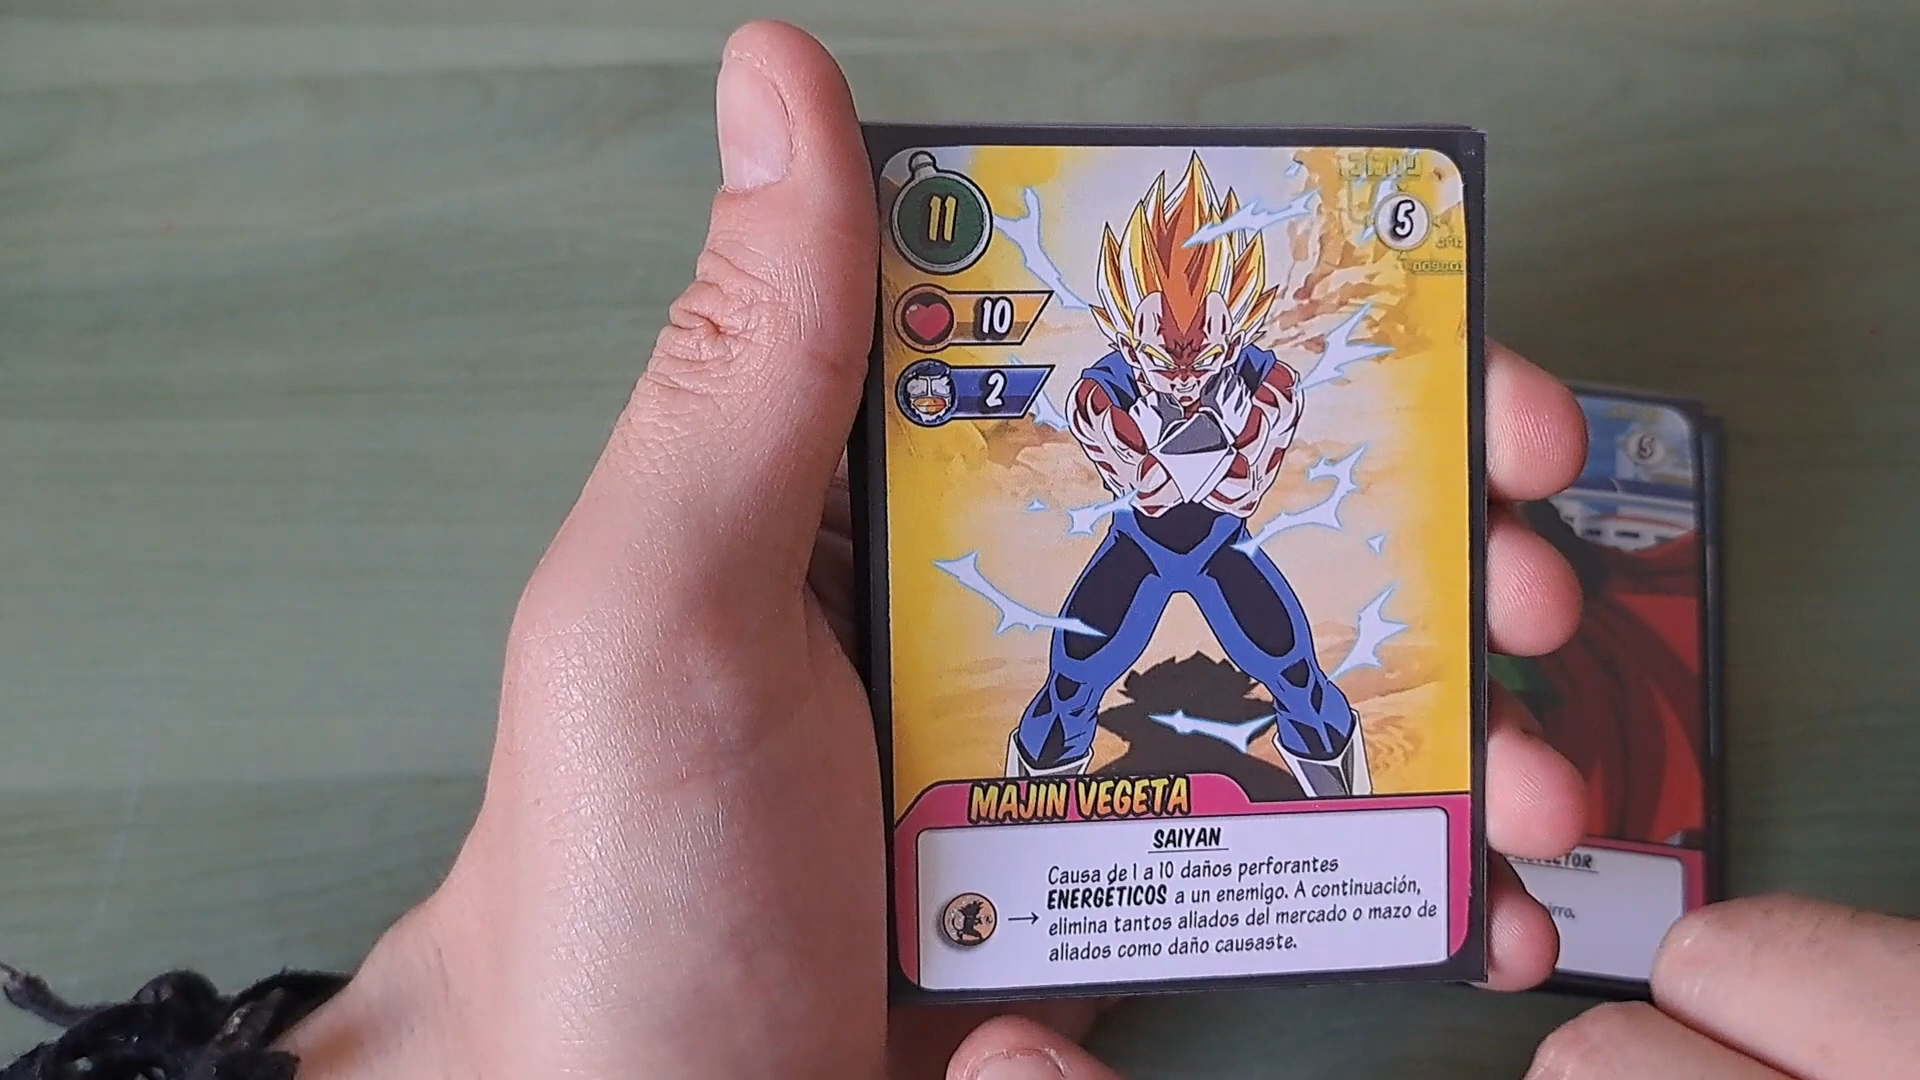 11
5
10
2
MAJIN VEGETA
SAIYAN
Causa de 1 a 10 daños perforantes
ENERGÉTICOS a un enemigo. A continuación,
elimina tantos aliados del mercado o mazo de
aliados como daño causaste.
5